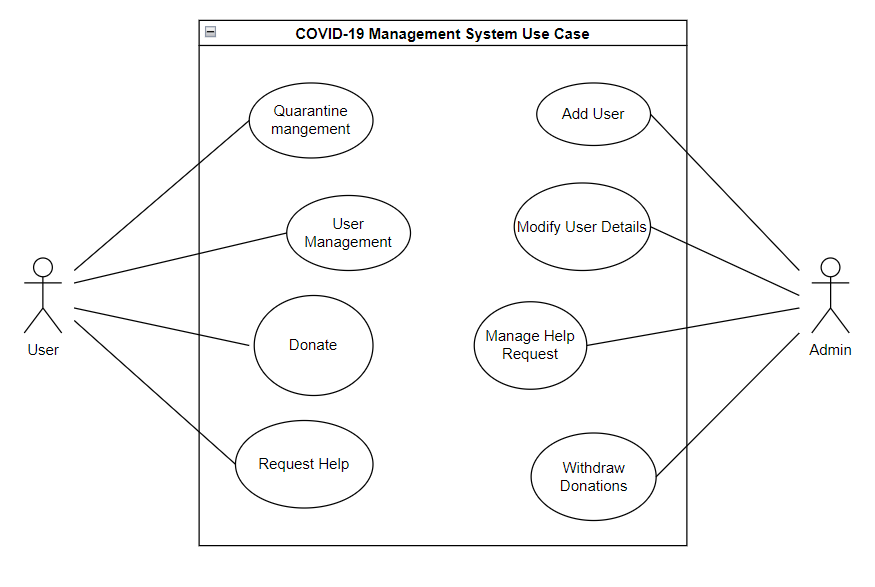 COVID-19 Management System Use Case
Quarantine
mangement
Add User
User
Management
Modify User Details
User
Donate
Manage Help
Request
Admin
Request Help
Withdraw
Donations